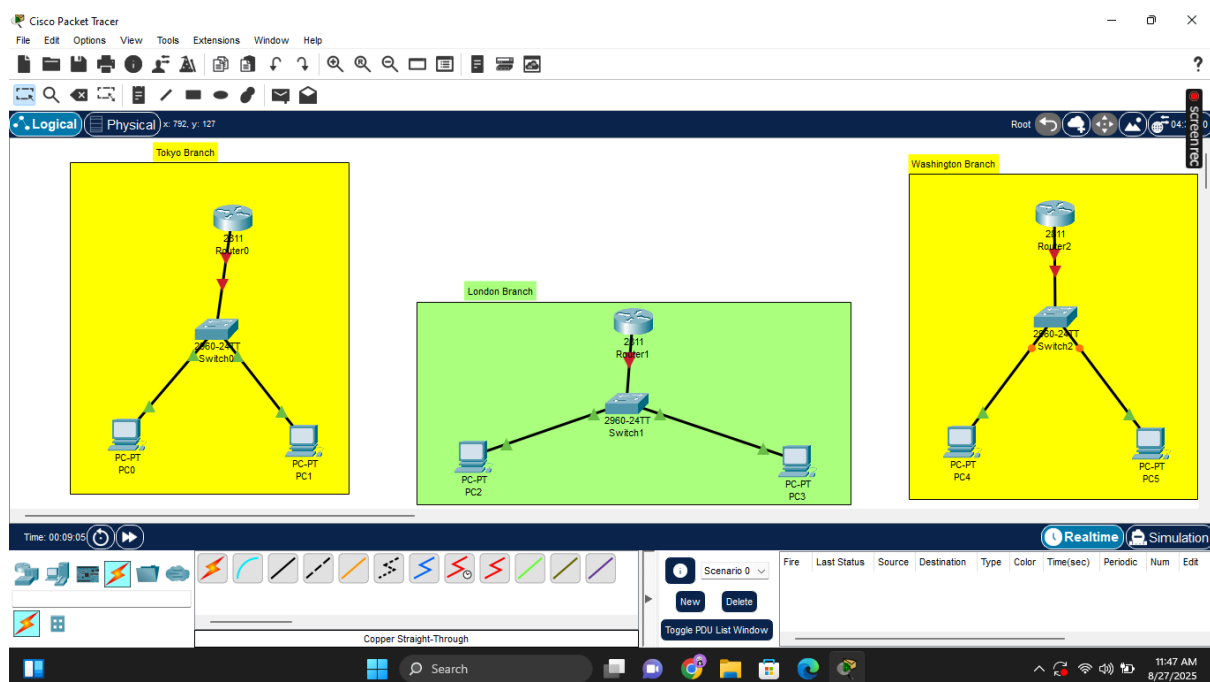 Cisco Packet Tracer
File Edit Options View Tools Extensions Window Help
?
Logical Physical x: 792, y: 127 Root
screenrec
Tokyo Branch
2811
Router0
2960-24TT
Switch0
PC-PT
PC0
PC-PT
PC1
London Branch
2811
Router1
2960-24TT
Switch1
PC-PT
PC2
PC-PT
PC3
Washington Branch
2811
Router2
2960-24TT
Switch2
PC-PT
PC4
PC-PT
PC5
Time: 00:09:05 Realtime Simulation
Scenario 0
New Delete
Toggle PDU List Window
Fire Last Status Source Destination Type Color Time(sec) Periodic Num Edit
Copper Straight-Through
Search
11:47 AM
8/27/2025